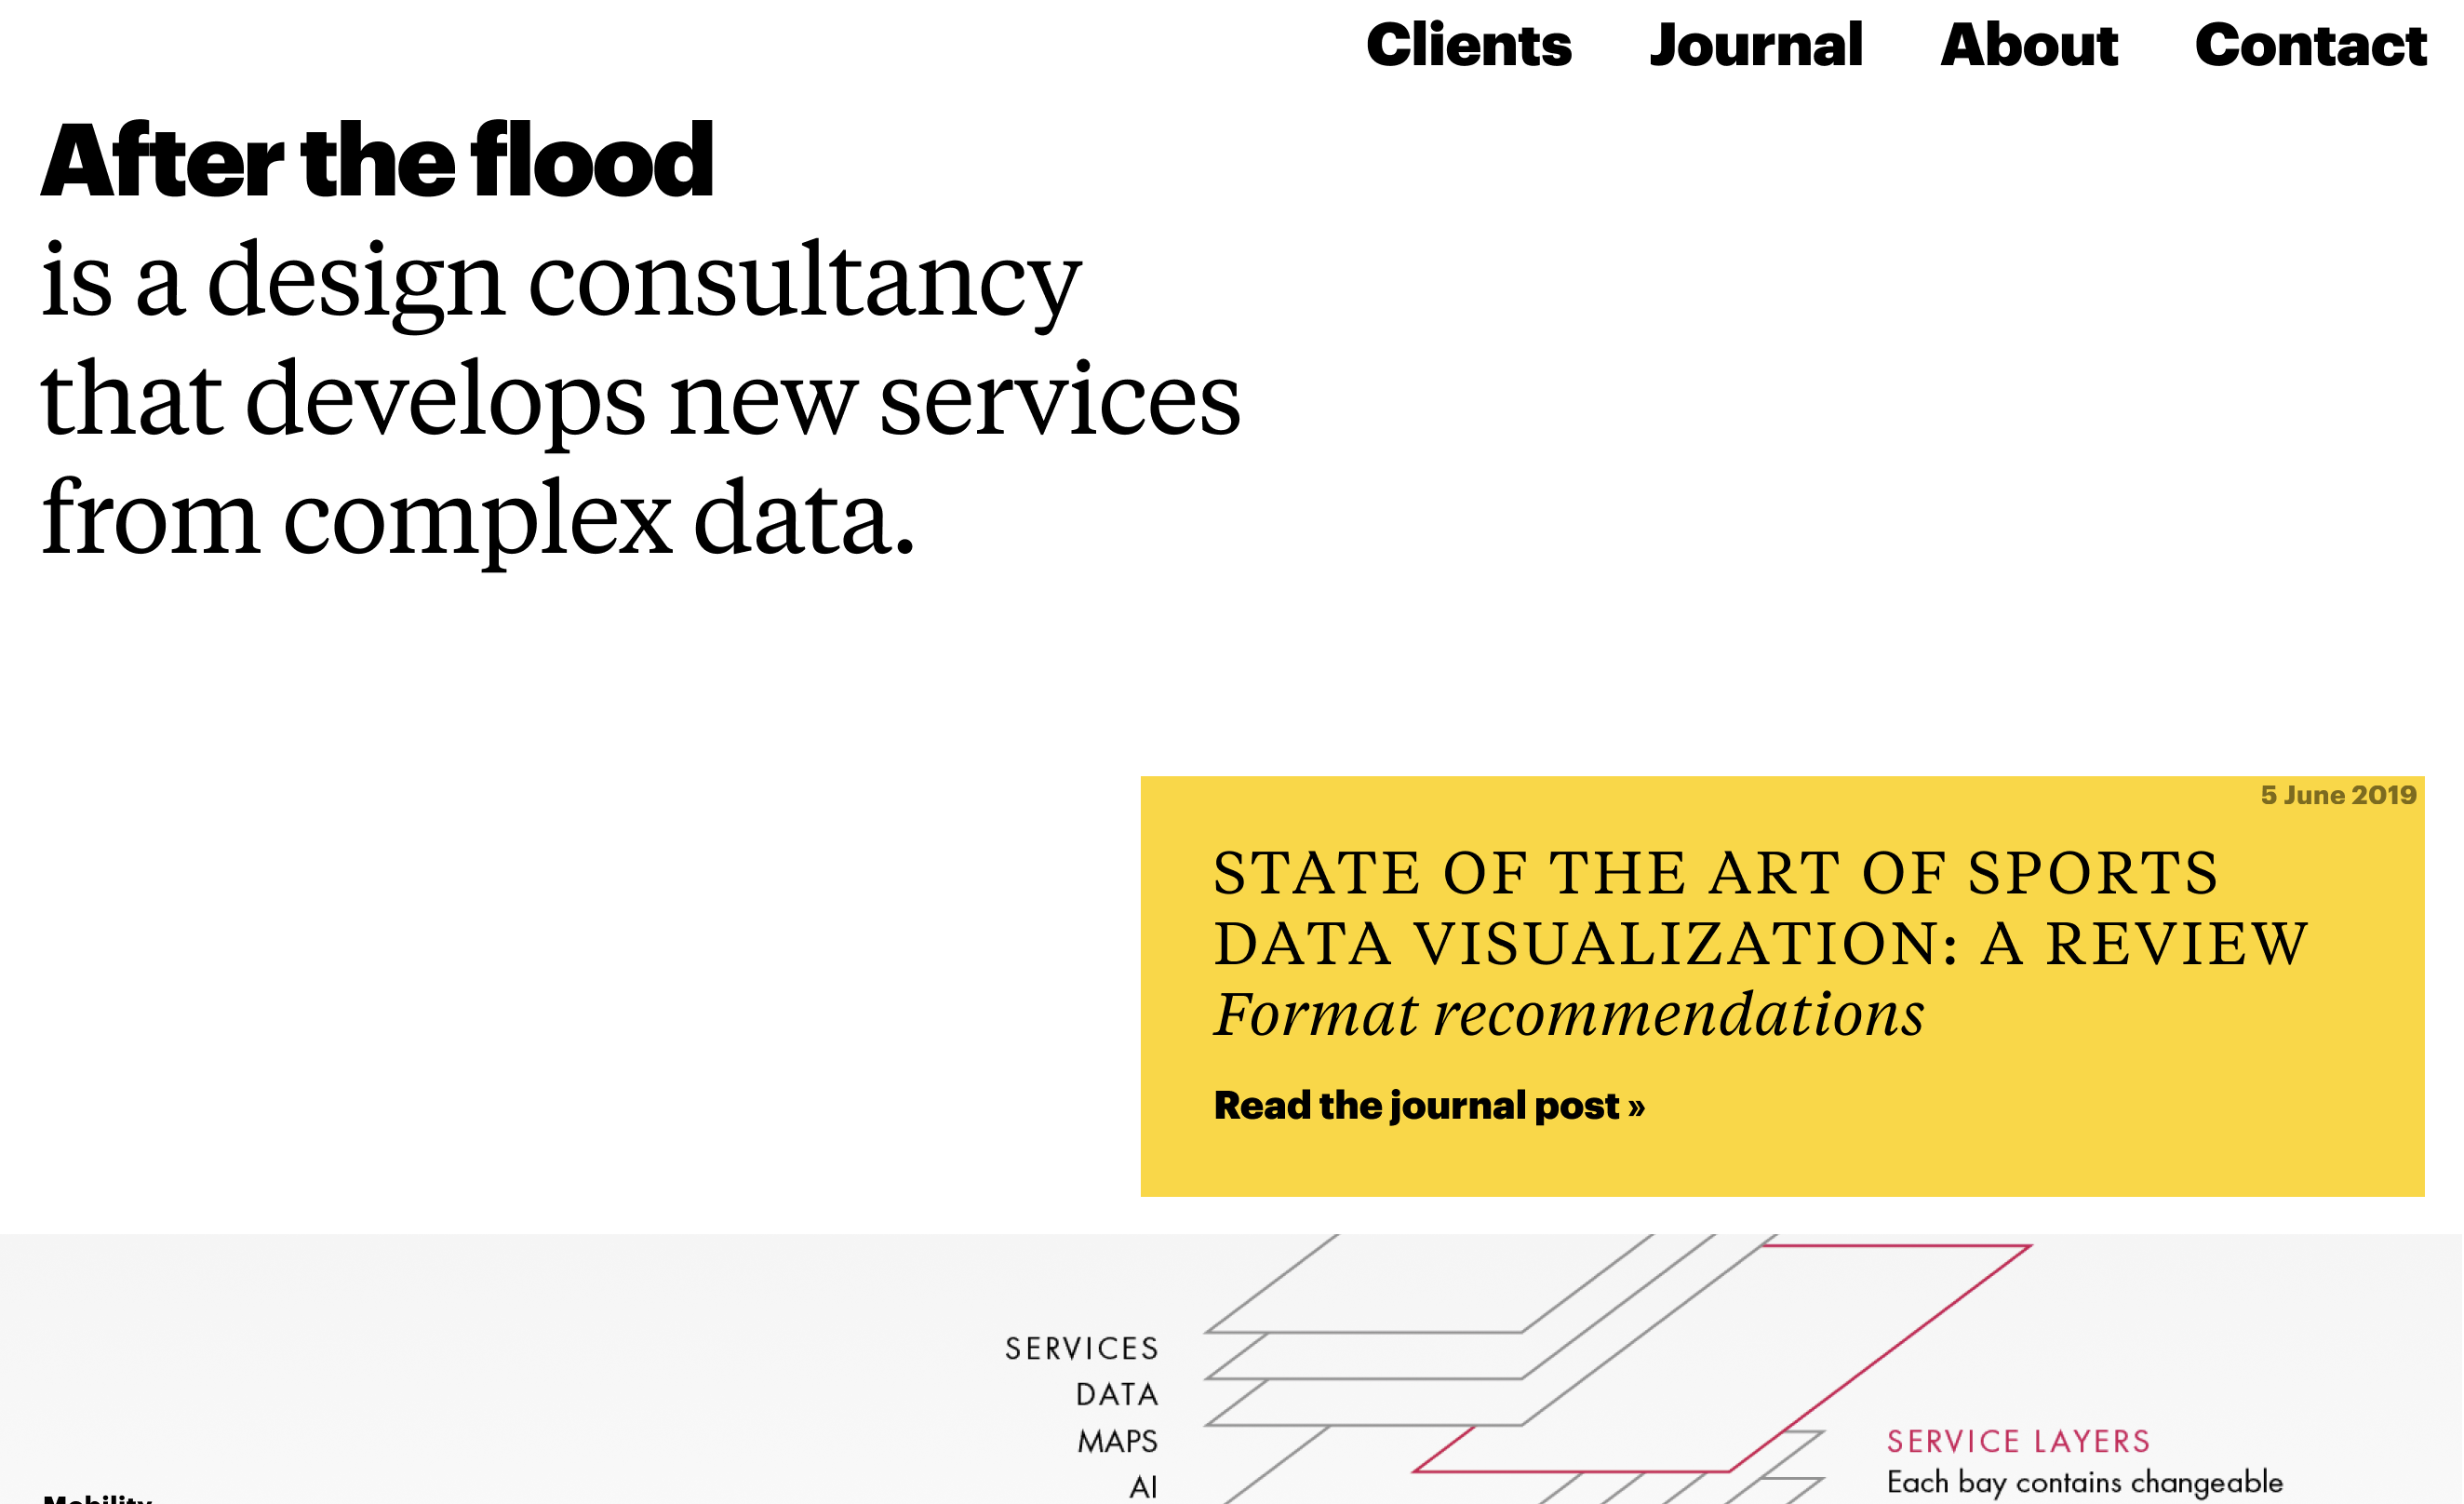 Clients Journal About Contact
After the flood
is a design consultancy
that develops new services
from complex data.
5 June 2019
STATE OF THE ART OF SPORTS
DATA VISUALIZATION: A REVIEW
Format recommendations
Read the journal post »
SERVICES
DATA
MAPS
AI
SERVICE LAYERS
Each bay contains changeable
Mobility